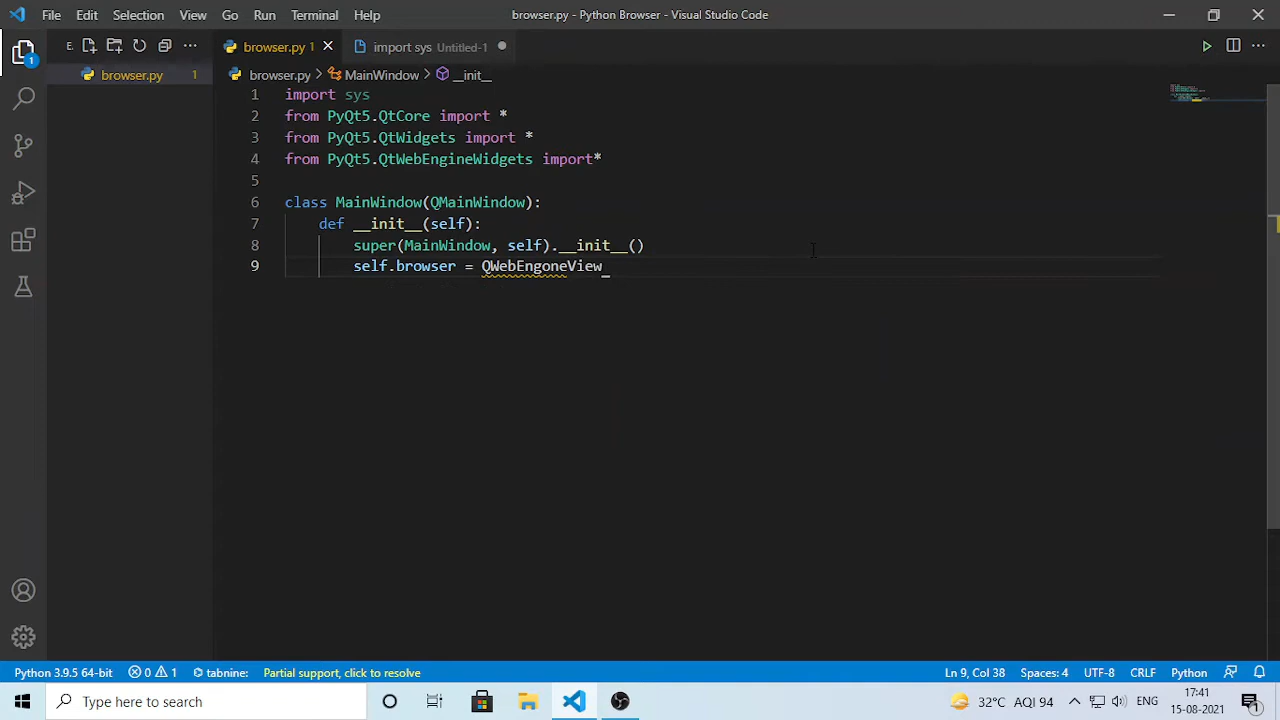 File Edit Selection View Go Run Terminal Help
browser.py - Python Browser - Visual Studio Code
E.
browser.py 1
import sys Untitled-1
browser.py 1
browser.py > MainWindow > __init__
1 import sys
2 from PyQt5.QtCore import *
3 from PyQt5.QtWidgets import *
4 from PyQt5.QtWebEngineWidgets import*
5
6 class MainWindow(QMainWindow):
7 def __init__(self):
8 super(MainWindow, self).__init__()
9 self.browser = QWebEngoneView
1
Python 3.9.5 64-bit 0 1 tabnine: Partial support, click to resolve
Ln 9, Col 38 Spaces: 4 UTF-8 CRLF Python
Type here to search
32°C AQI 94 ENG 17:41
15-08-2021 1